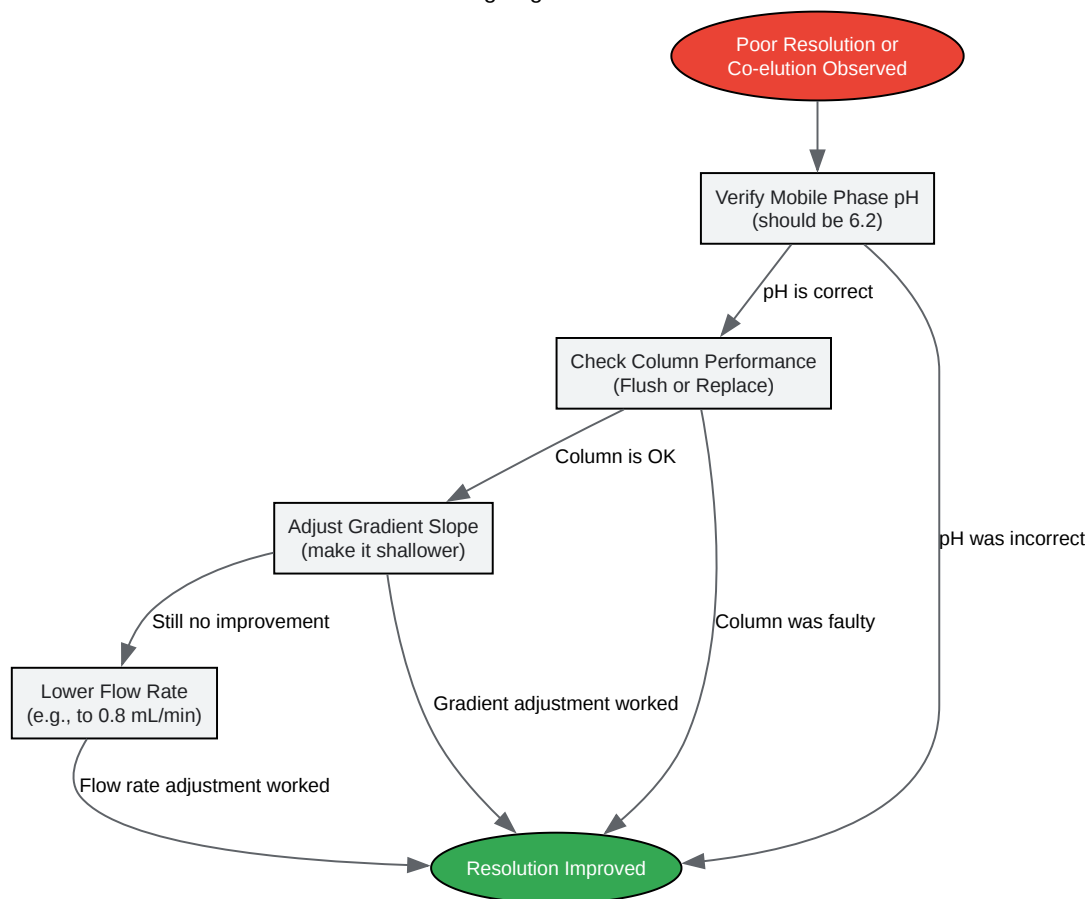 Poor Resolution or
Co-elution Observed
Verify Mobile Phase pH
(should be 6.2)
pH is correct
Check Column Performance
(Flush or Replace)
Column is OK
Adjust Gradient Slope
(make it shallower)
pH was incorrect
Still no improvement
Column was faulty
Lower Flow Rate
(e.g., to 0.8 mL/min)
Gradient adjustment worked
Flow rate adjustment worked
Resolution Improved